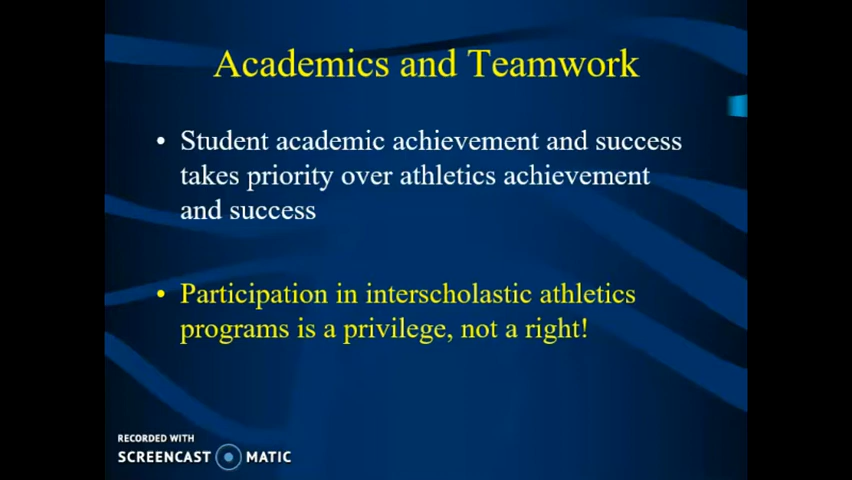 Academics and Teamwork
• Student academic achievement and success
takes priority over athletics achievement
and success
• Participation in interscholastic athletics
programs is a privilege, not a right!
RECORDED WITH
SCREENCAST MATIC